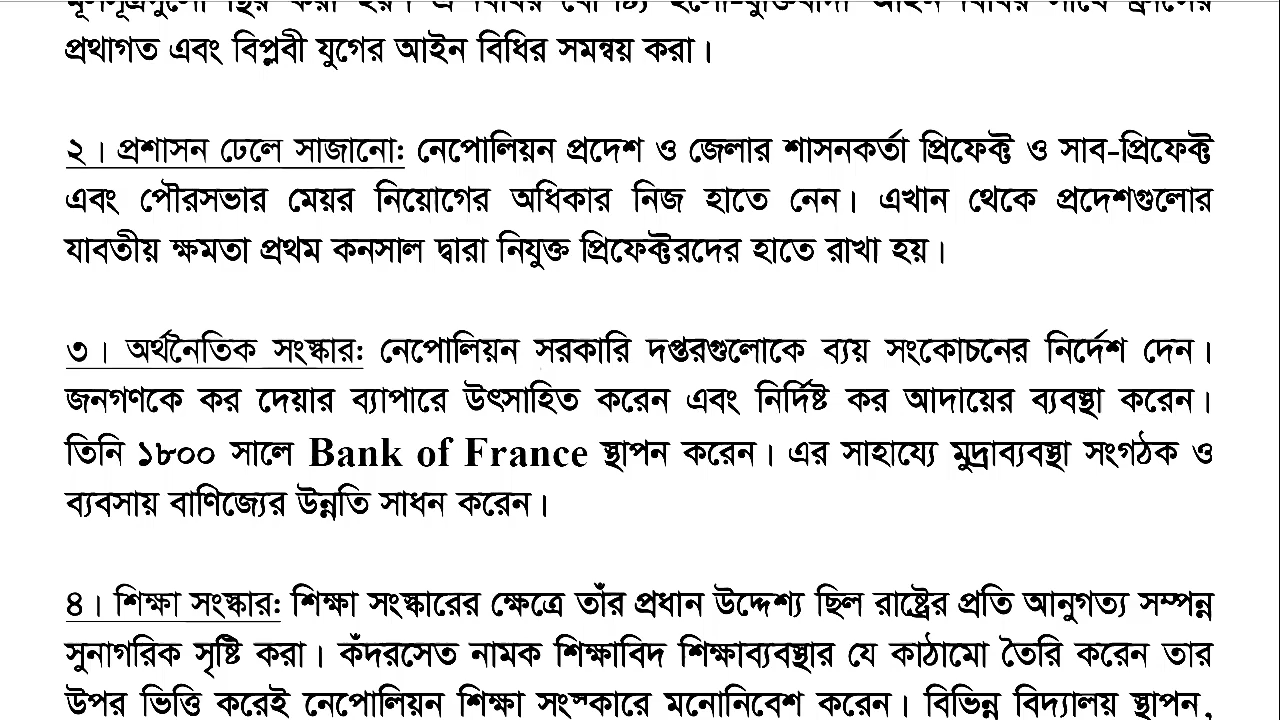 প্রথাগত এবং বিপ্লবী যুগের আইন বিধির সমন্বয় করা।
২। প্রশাসন ঢেলে সাজানো: নেপোলিয়ন প্রদেশ ও জেলার শাসনকর্তা প্রিফেক্ট ও সাব-প্রিফেক্ট
এবং পৌরসভার মেয়র নিয়োগের অধিকার নিজ হাতে নেন। এখান থেকে প্রদেশগুলোর
যাবতীয় ক্ষমতা প্রথম কনসাল দ্বারা নিযুক্ত প্রিফেক্টরদের হাতে রাখা হয়।
৩। অর্থনৈতিক সংস্কার: নেপোলিয়ন সরকারি দপ্তরগুলোকে ব্যয় সংকোচনের নির্দেশ দেন।
জনগণকে কর দেয়ার ব্যাপারে উৎসাহিত করেন এবং নির্দিষ্ট কর আদায়ের ব্যবস্থা করেন।
তিনি ১৮০০ সালে Bank of France স্থাপন করেন। এর সাহায্যে মুদ্রাব্যবস্থা সংগঠক ও
ব্যবসায় বাণিজ্যের উন্নতি সাধন করেন।
৪। শিক্ষা সংস্কার: শিক্ষা সংস্কারের ক্ষেত্রে তাঁর প্রধান উদ্দেশ্য ছিল রাষ্ট্রের প্রতি আনুগত্য সম্পন্ন
সুনাগরিক সৃষ্টি করা। কঁদরসেত নামক শিক্ষাবিদ শিক্ষাব্যবস্থার যে কাঠামো তৈরি করেন তার
উপর ভিত্তি করেই নেপোলিয়ন শিক্ষা সংস্কারে মনোনিবেশ করেন। বিভিন্ন বিদ্যালয় স্থাপন,